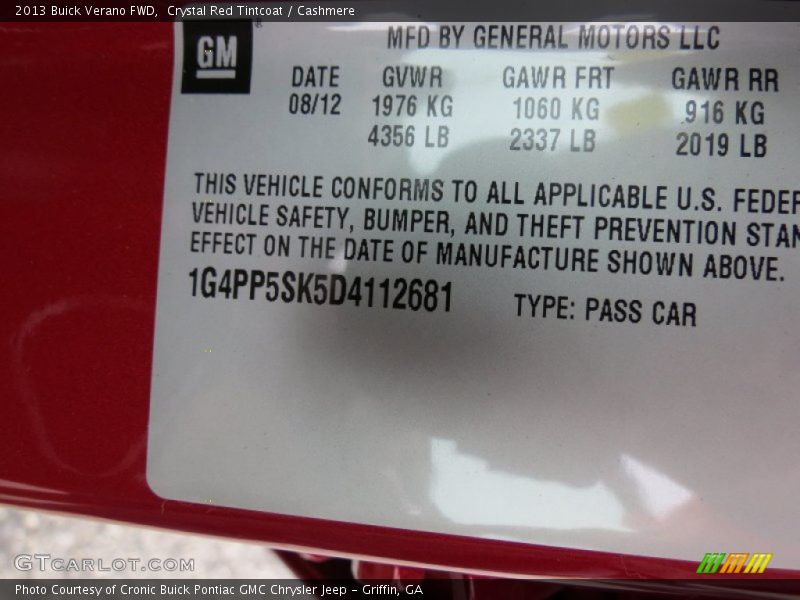 2013 Buick Verano FWD,  Crystal Red Tintcoat / Cashmere
GM
®
MFD BY GENERAL MOTORS LLC
DATE GVWR GAWR FRT GAWR RR
08/12 1976 KG 1060 KG 916 KG
4356 LB 2337 LB 2019 LB
THIS VEHICLE CONFORMS TO ALL APPLICABLE U.S. FEDER
VEHICLE SAFETY, BUMPER, AND THEFT PREVENTION STAN
EFFECT ON THE DATE OF MANUFACTURE SHOWN ABOVE.
1G4PP5SK5D4112681 TYPE: PASS CAR
GTCARLOT.COM
Photo Courtesy of Cronic Buick Pontiac GMC Chrysler Jeep – Griffin, GA